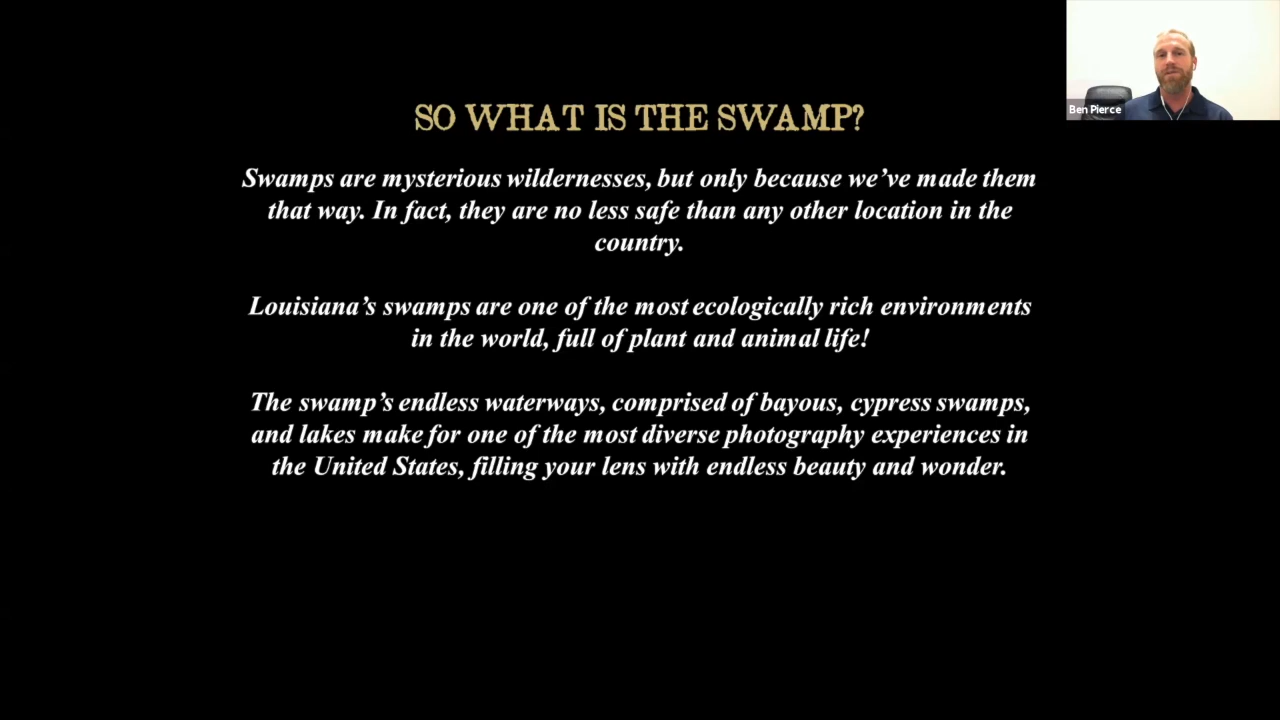 SO WHAT IS THE SWAMP?
Swamps are mysterious wildernesses, but only because we’ve made them
that way. In fact, they are no less safe than any other location in the
country.
Louisiana’s swamps are one of the most ecologically rich environments
in the world, full of plant and animal life!
The swamp’s endless waterways, comprised of bayous, cypress swamps,
and lakes make for one of the most diverse photography experiences in
the United States, filling your lens with endless beauty and wonder.
Ben Pierce